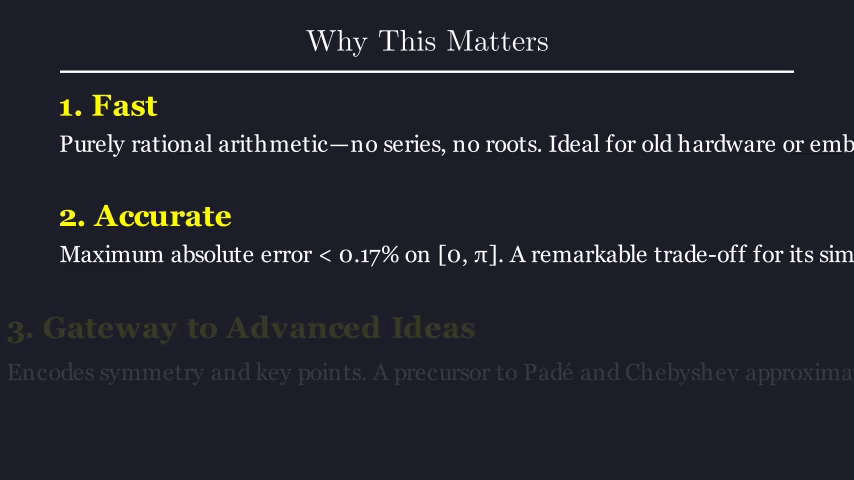 Why This Matters
1. Fast
Purely rational arithmetic—no series, no roots. Ideal for old hardware or emb
2. Accurate
Maximum absolute error < 0.17% on [0, π]. A remarkable trade-off for its sim
3. Gateway to Advanced Ideas
Encodes symmetry and key points. A precursor to Padé and Chebyshev approxima